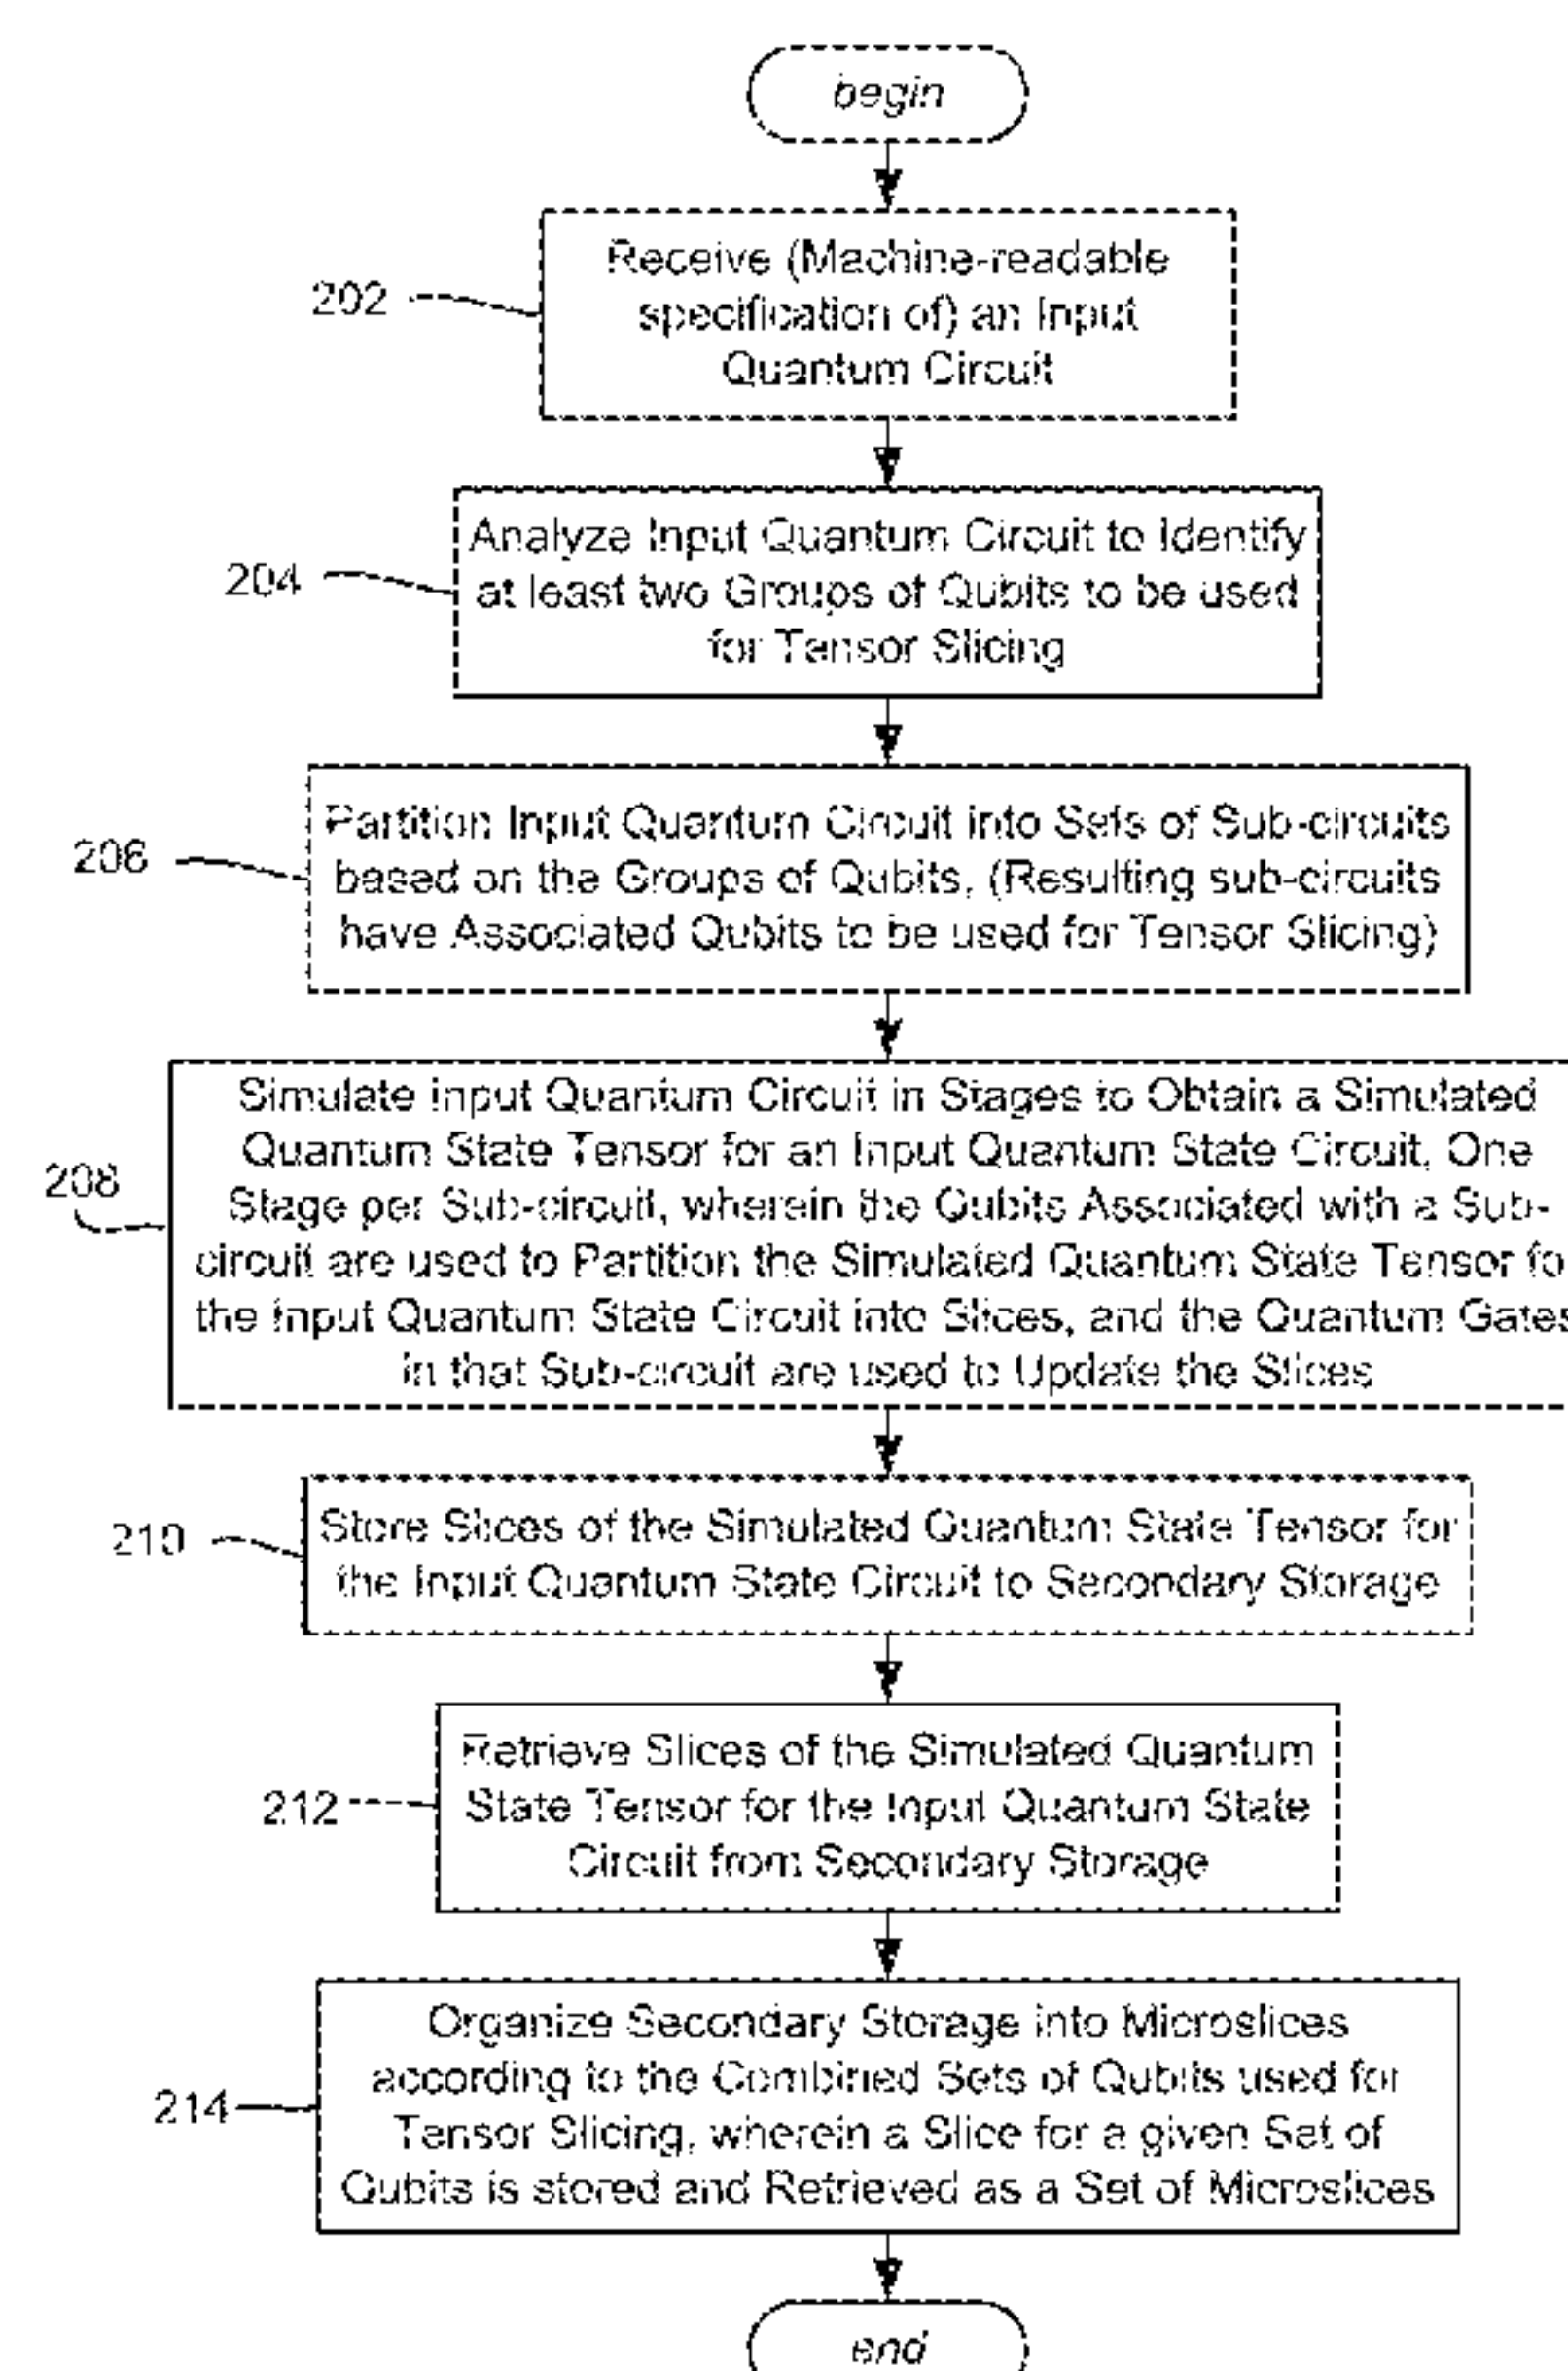 begin
202
Receive (Machine-readable
specification of) an Input
Quantum Circuit
204
Analyze Input Quantum Circuit to Identify
at least two Groups of Qubits to be used
for Tensor Slicing
206
Partition Input Quantum Circuit into Sets of Sub-circuits
based on the Groups of Qubits, (Resulting sub-circuits
have Associated Qubits to be used for Tensor Slicing)
208
Simulate Input Quantum Circuit in Stages to Obtain a Simulated
Quantum State Tensor for an Input Quantum State Circuit, One
Stage per Sub-circuit, wherein the Qubits Associated with a Sub-
circuit are used to Partition the Simulated Quantum State Tensor fo
the Input Quantum State Circuit into Slices, and the Quantum Gates
in that Sub-circuit are used to Update the Slices
210
Store Slices of the Simulated Quantum State Tensor for
the Input Quantum State Circuit to Secondary Storage
212
Retrieve Slices of the Simulated Quantum
State Tensor for the Input Quantum State
Circuit from Secondary Storage
214
Organize Secondary Storage into Microslices
according to the Combined Sets of Qubits used for
Tensor Slicing, wherein a Slice for a given Set of
Qubits is stored and Retrieved as a Set of Microslices
end